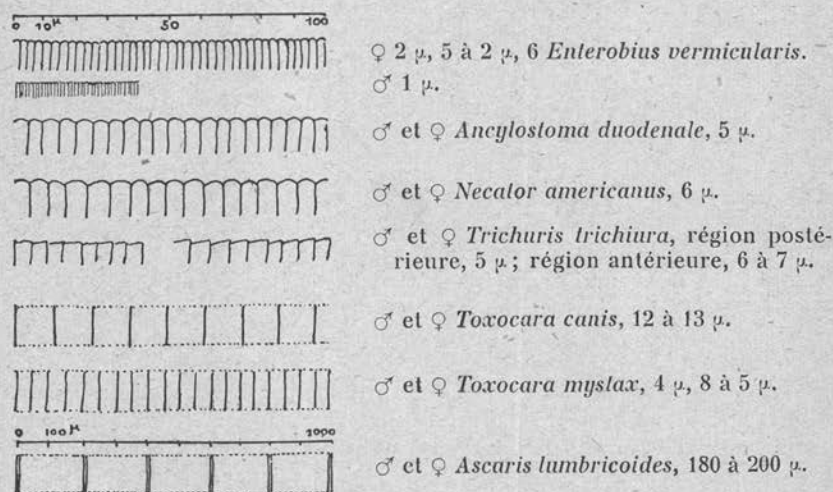 0 10 µ 50 100
♀ 2 µ, 5 à 2 µ, 6 Enterobius vermicularis.
♂ 1 µ.
♂ et ♀ Ancylostoma duodenale, 5 µ.
♂ et ♀ Necator americanus, 6 µ.
♂ et ♀ Trichuris trichiura, région posté-
rieure, 5 µ ; région antérieure, 6 à 7 µ.
♂ et ♀ Toxocara canis, 12 à 13 µ.
♂ et ♀ Toxocara mystax, 4 µ, 8 à 5 µ.
0 100 µ 1000
♂ et ♀ Ascaris lumbricoides, 180 à 200 µ.